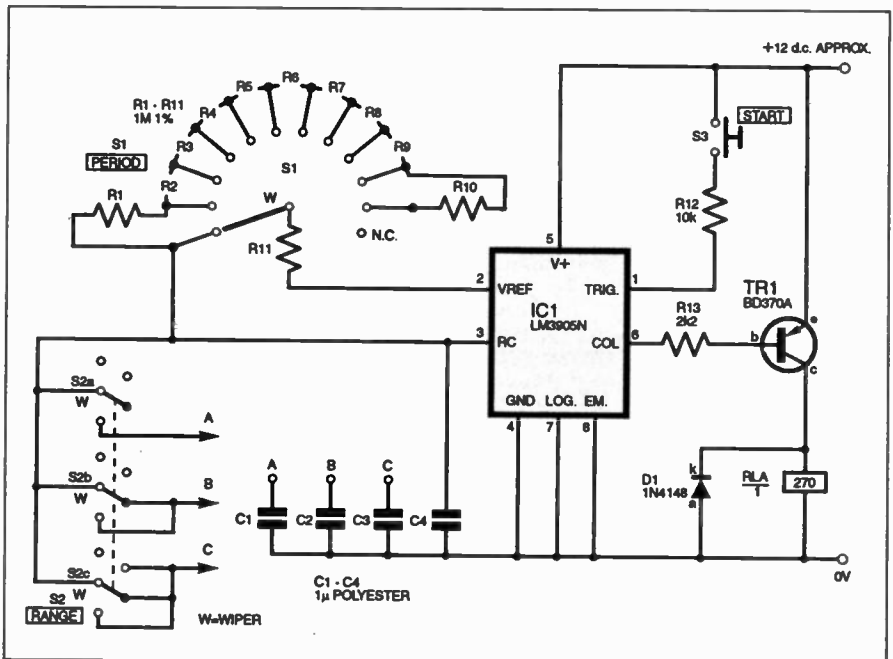 +12 d.c. APPROX.
R1 - R11
1M 1%
R2
R3
R4
R5
R6
R7
R8
R9
S1
PERIOD
S1
W
R1
R10
R11
N.C.
S3
START
R12
10k
5
V+
2
VREF
TRIG.
1
IC1
LM3905N
3
RC
COL
6
GND
LOG.
EM.
4
7
8
R13
2k2
TR1
BD370A
b
e
c
S2a
W
A
S2b
W
B
S2c
W
C
S2
RANGE
W=WIPER
A
B
C
C1
C2
C3
C4
C1 - C4
1µ POLYESTER
D1
1N4148
k
a
RLA
1
270
0V